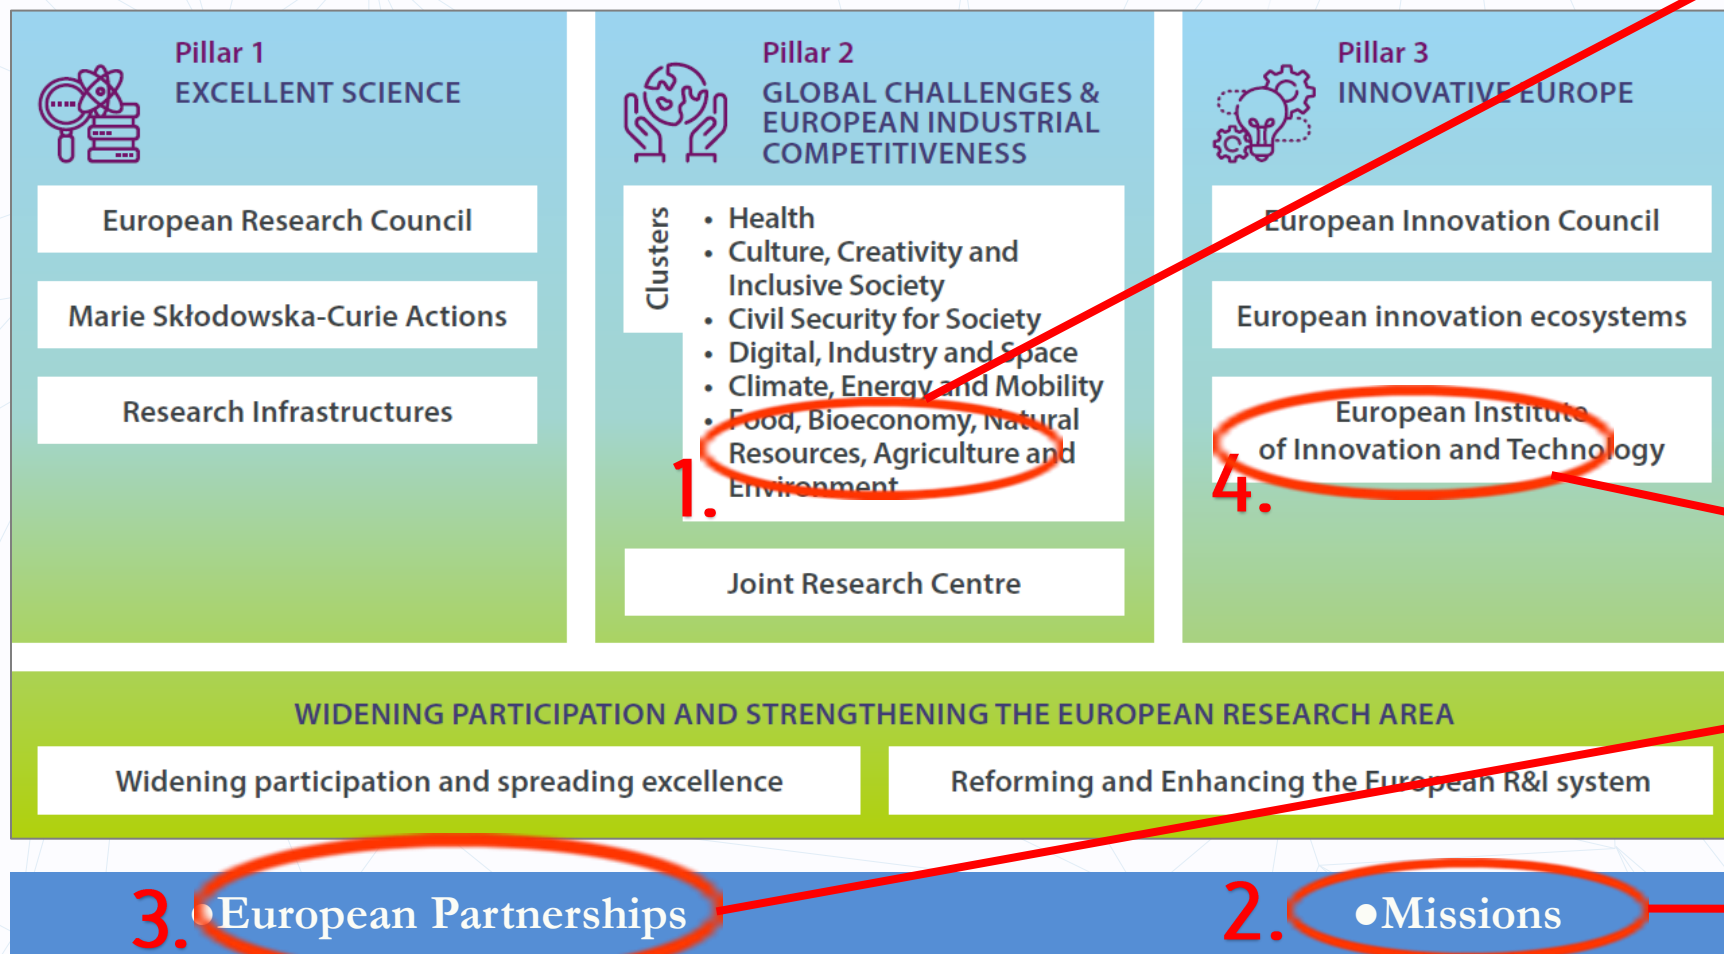 Pillar 1
EXCELLENT SCIENCE
European Research Council
Marie Skłodowska-Curie Actions
Research Infrastructures
Pillar 2
GLOBAL CHALLENGES &
EUROPEAN INDUSTRIAL
COMPETITIVENESS
Clusters
• Health
• Culture, Creativity and
Inclusive Society
• Civil Security for Society
• Digital, Industry and Space
• Climate, Energy and Mobility
• Food, Bioeconomy, Natural
Resources, Agriculture and
Environment
1.
Joint Research Centre
Pillar 3
INNOVATIVE EUROPE
European Innovation Council
European innovation ecosystems
European Institute
of Innovation and Technology
4.
WIDENING PARTICIPATION AND STRENGTHENING THE EUROPEAN RESEARCH AREA
Widening participation and spreading excellence
Reforming and Enhancing the European R&I system
3. •European Partnerships
2. •Missions